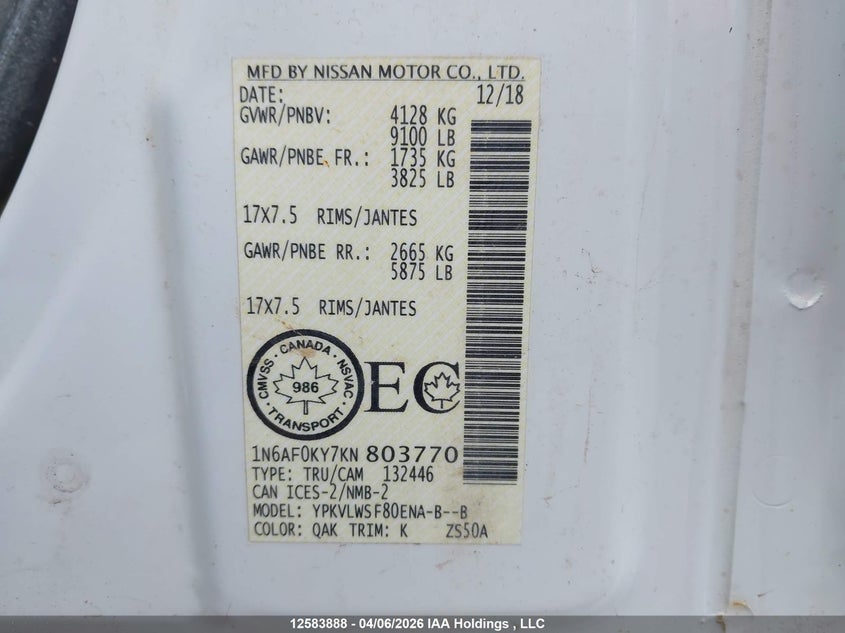 MFD BY NISSAN MOTOR CO., LTD.
DATE: 12/18
GVWR/PNBV: 4128 KG
9100 LB
GAWR/PNBE FR.: 1735 KG
3825 LB
17X7.5 RIMS/JANTES
GAWR/PNBE RR.: 2665 KG
5875 LB
17X7.5 RIMS/JANTES
CMVSS · CANADA · NSVAC
986
· TRANSPORT ·
EC
1N6AF0KY7KN 803770
TYPE: TRU/CAM 132446
CAN ICES-2/NMB-2
MODEL: YPKVLWSF80ENA-B--B
COLOR: QAK TRIM: K ZS50A
12583888 - 04/06/2026 IAA Holdings , LLC